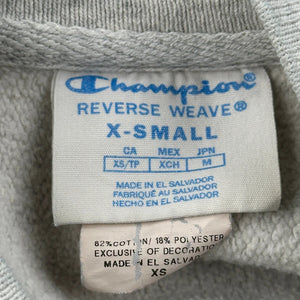 Champion
REVERSE WEAVE®
X-SMALL
CA MEX JPN
XS/TP XCH M
MADE IN EL SALVADOR
FABRIQUÉ AU SALVADOR
HECHO EN EL SALVADOR
82% COTTON/ 18% POLYESTER
EXCLUSIVE OF DECORATION
MADE IN EL SALVADOR
XS